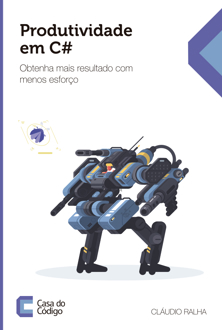 Produtividade
em C#
Obtenha mais resultado com
menos esforço
Casa do
Código
CLÁUDIO RALHA